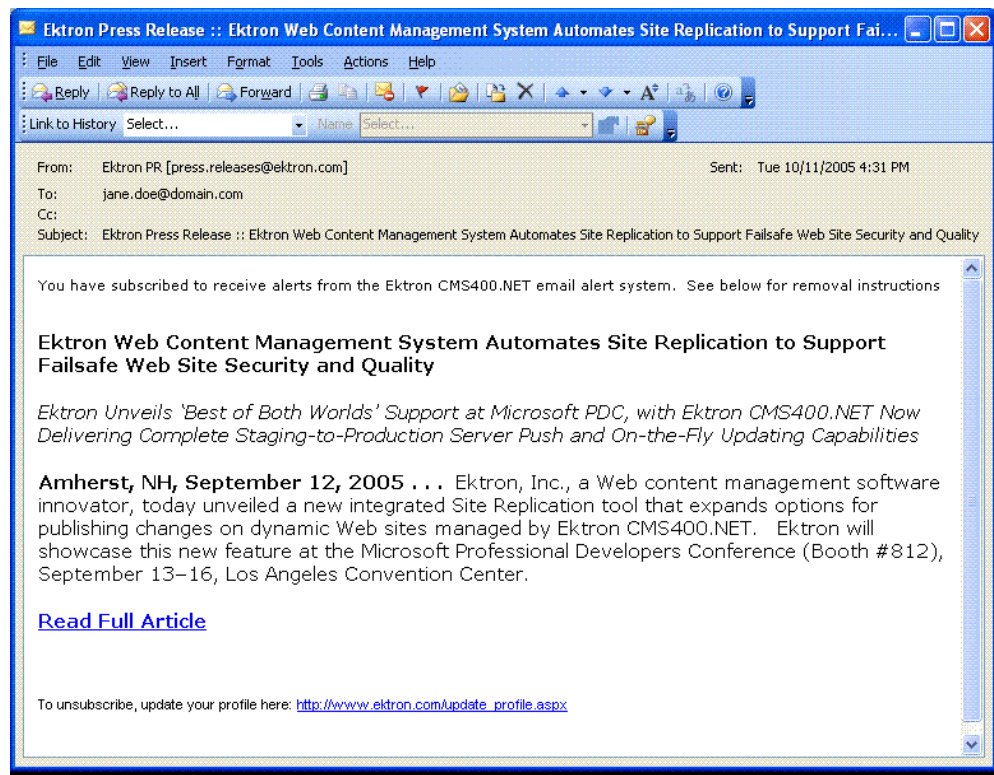 Ektron Press Release :: Ektron Web Content Management System Automates Site Replication to Support Fai...
File Edit View Insert Format Tools Actions Help
Reply Reply to All Forward
Link to History Select... Name Select...
From: Ektron PR [press.releases@ektron.com] Sent: Tue 10/11/2005 4:31 PM
To: jane.doe@domain.com
Cc:
Subject: Ektron Press Release :: Ektron Web Content Management System Automates Site Replication to Support Failsafe Web Site Security and Quality
You have subscribed to receive alerts from the Ektron CMS400.NET email alert system. See below for removal instructions
Ektron Web Content Management System Automates Site Replication to Support
Failsafe Web Site Security and Quality
Ektron Unveils ‘Best of Both Worlds’ Support at Microsoft PDC, with Ektron CMS400.NET Now
Delivering Complete Staging-to-Production Server Push and On-the-Fly Updating Capabilities
Amherst, NH, September 12, 2005 . . . Ektron, Inc., a Web content management software
innovator, today unveiled a new integrated Site Replication tool that expands options for
publishing changes on dynamic Web sites managed by Ektron CMS400.NET. Ektron will
showcase this new feature at the Microsoft Professional Developers Conference (Booth #812),
September 13–16, Los Angeles Convention Center.
Read Full Article
To unsubscribe, update your profile here: http://www.ektron.com/update_profile.aspx